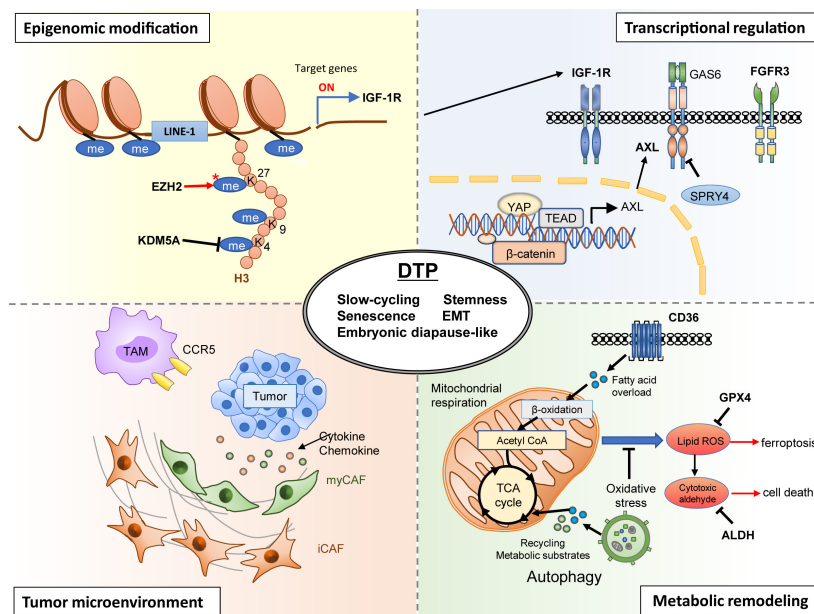 Epigenomic modification
Target genes
ON
IGF-1R
LINE-1
me
me
me
me
27
EZH2
*
me
K
me
K
9
KDM5A
me
K
4
H3
Transcriptional regulation
IGF-1R
GAS6
FGFR3
AXL
SPRY4
YAP
TEAD
AXL
β-catenin
DTP
Slow-cycling Stemness
Senescence EMT
Embryonic diapause-like
TAM
CCR5
Tumor
Cytokine
Chemokine
myCAF
iCAF
Tumor microenvironment
CD36
Mitochondrial
respiration
Fatty acid
overload
β-oxidation
GPX4
Acetyl CoA
Lipid ROS
ferroptosis
TCA
cycle
Oxidative
stress
Cytotoxic
aldehyde
cell death
Recycling
Metabolic substrates
ALDH
Autophagy
Metabolic remodeling